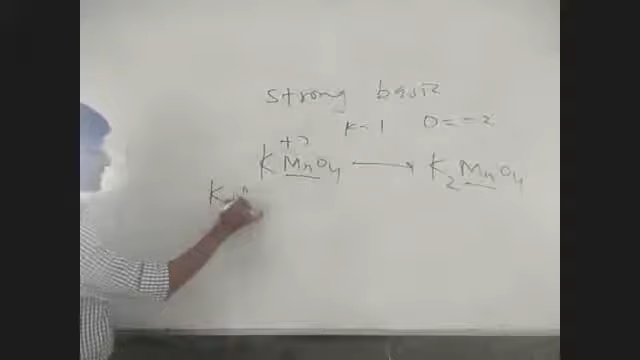 strong basic
K = 1 O = -2
+7
KMnO4 → K2MnO4
K